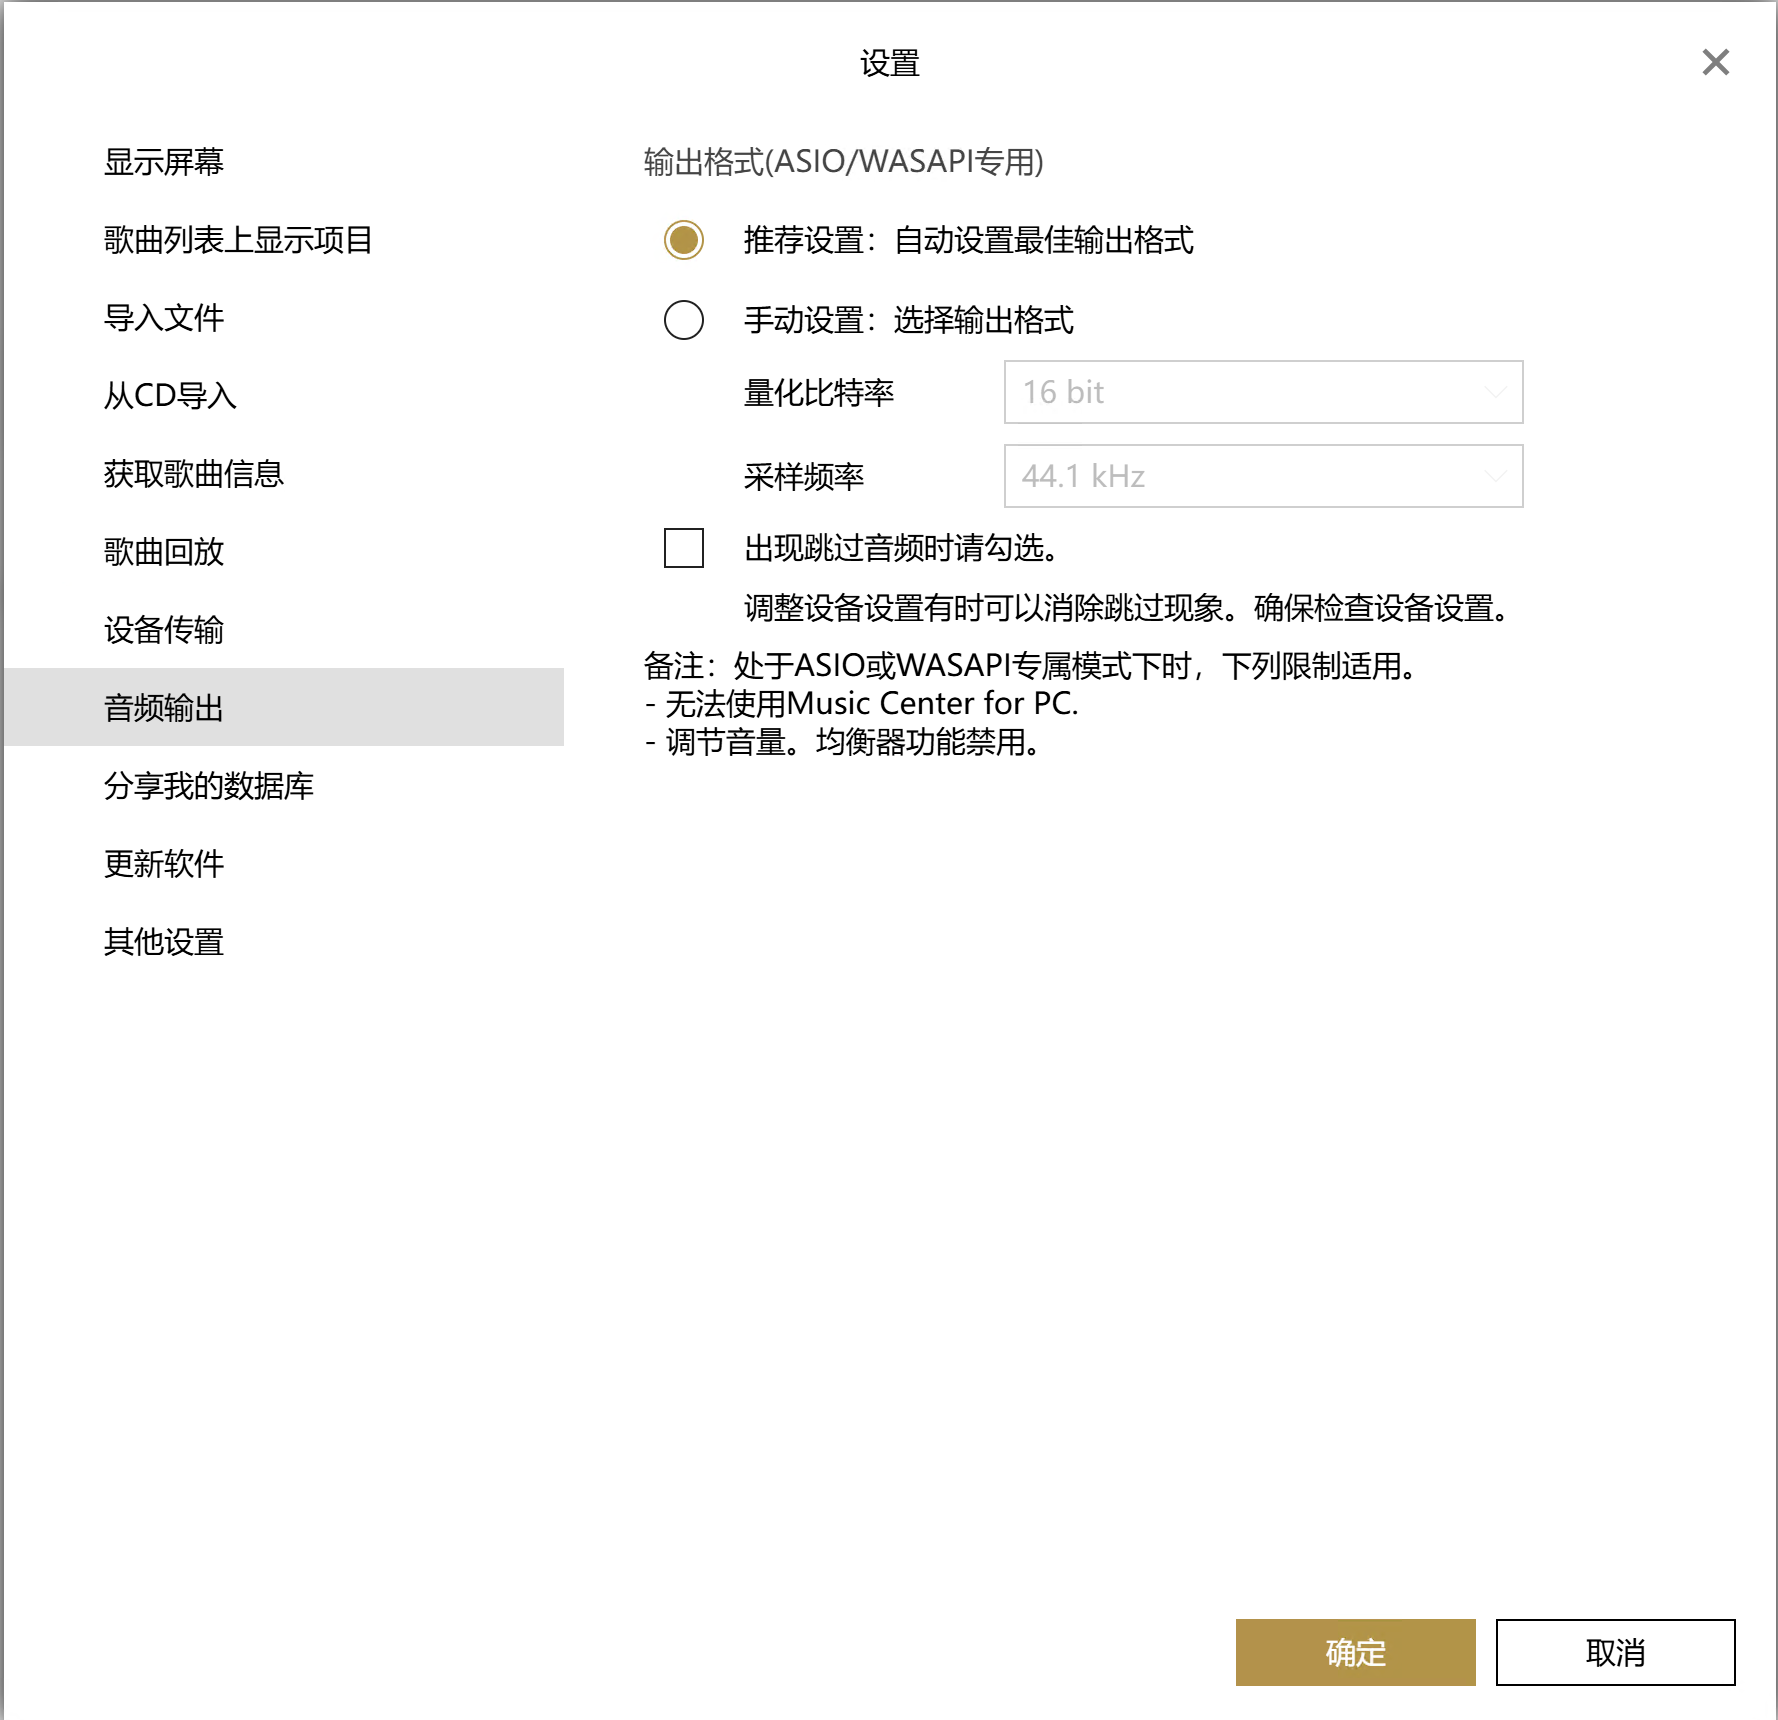 设置
显示屏幕
歌曲列表上显示项目
导入文件
从CD导入
获取歌曲信息
歌曲回放
设备传输
音频输出
分享我的数据库
更新软件
其他设置
输出格式(ASIO/WASAPI专用)
推荐设置：自动设置最佳输出格式
手动设置：选择输出格式
量化比特率
16 bit
采样频率
44.1 kHz
出现跳过音频时请勾选。
调整设备设置有时可以消除跳过现象。确保检查设备设置。
备注：处于ASIO或WASAPI专属模式下时，下列限制适用。
- 无法使用Music Center for PC.
- 调节音量。均衡器功能禁用。
确定
取消